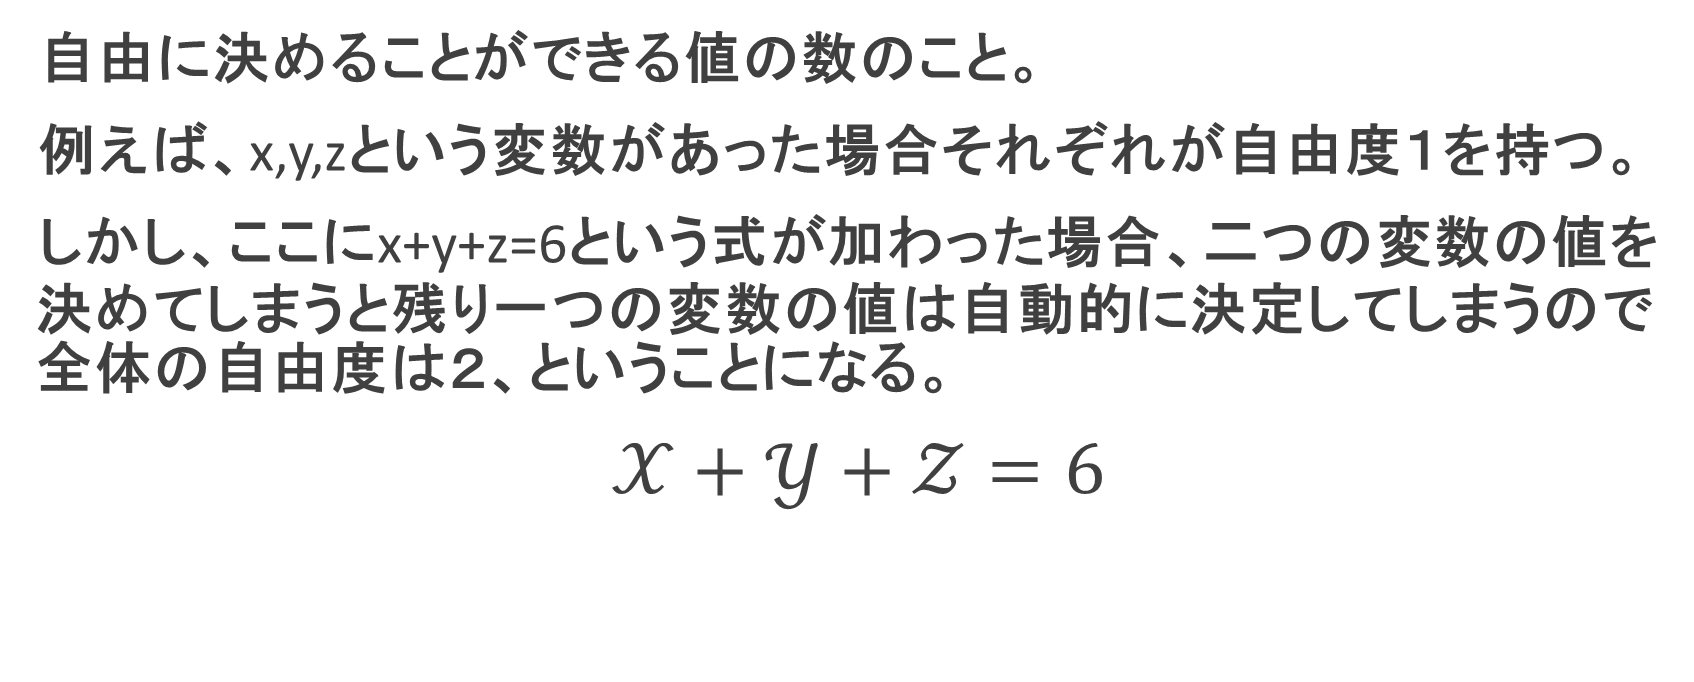 自由に決めることができる値の数のこと。
例えば、x,y,zという変数があった場合それぞれが自由度１を持つ。
しかし、ここにx+y+z=6という式が加わった場合、二つの変数の値を
決めてしまうと残り一つの変数の値は自動的に決定してしまうので
全体の自由度は２、ということになる。
𝒳 + 𝒴 + 𝒵 = 6